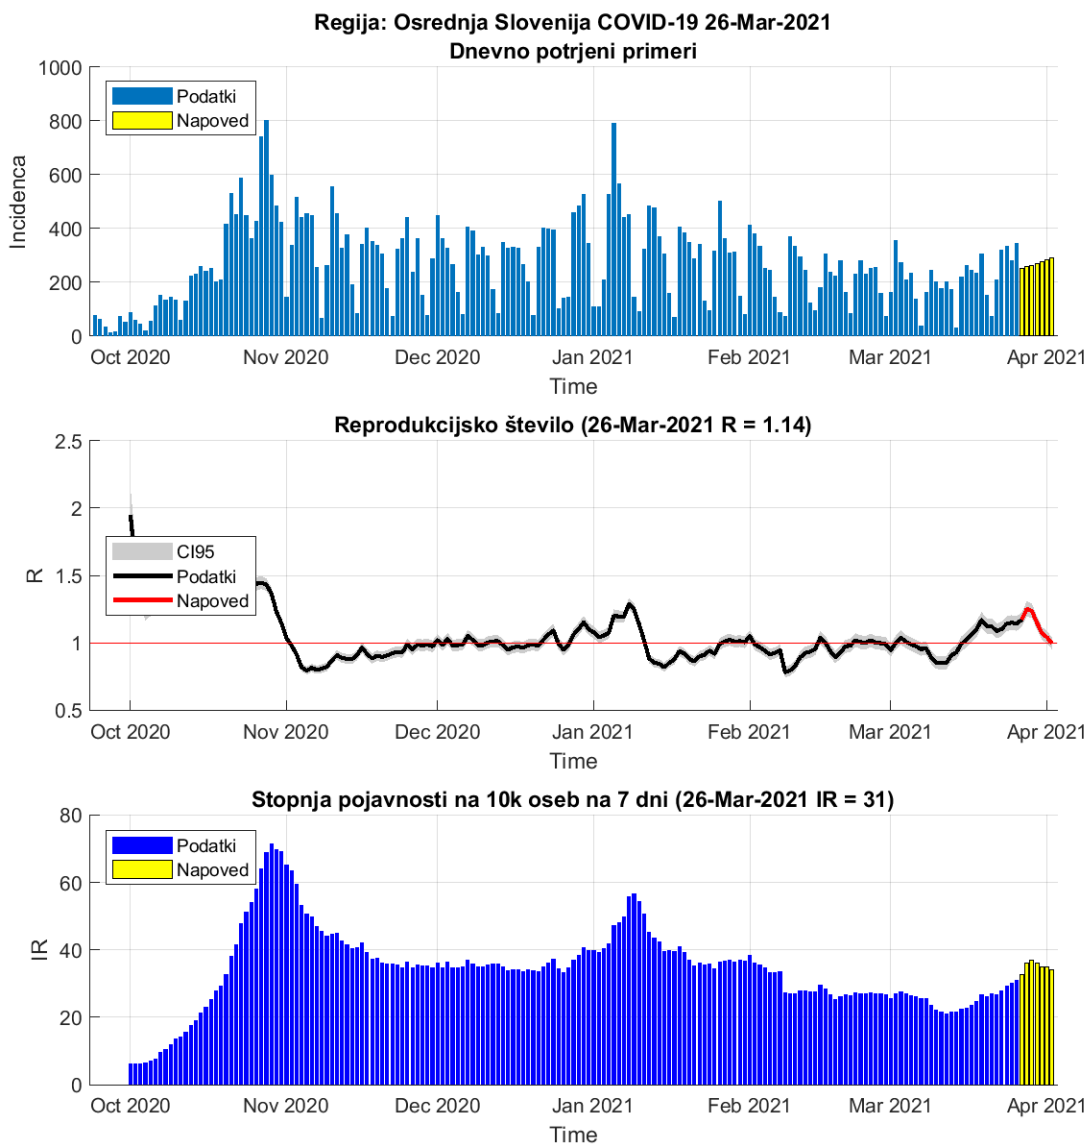 Regija: Osrednja Slovenija COVID-19 26-Mar-2021
Dnevno potrjeni primeri
1000
800
600
400
200
0
Incidenca
Podatki
Napoved
Oct 2020 Nov 2020 Dec 2020 Jan 2021 Feb 2021 Mar 2021 Apr 2021
Time
Reprodukcijsko število (26-Mar-2021 R = 1.14)
2.5
2
1.5
1
0.5
R
CI95
Podatki
Napoved
Oct 2020 Nov 2020 Dec 2020 Jan 2021 Feb 2021 Mar 2021 Apr 2021
Time
Stopnja pojavnosti na 10k oseb na 7 dni (26-Mar-2021 IR = 31)
80
60
40
20
0
IR
Podatki
Napoved
Oct 2020 Nov 2020 Dec 2020 Jan 2021 Feb 2021 Mar 2021 Apr 2021
Time